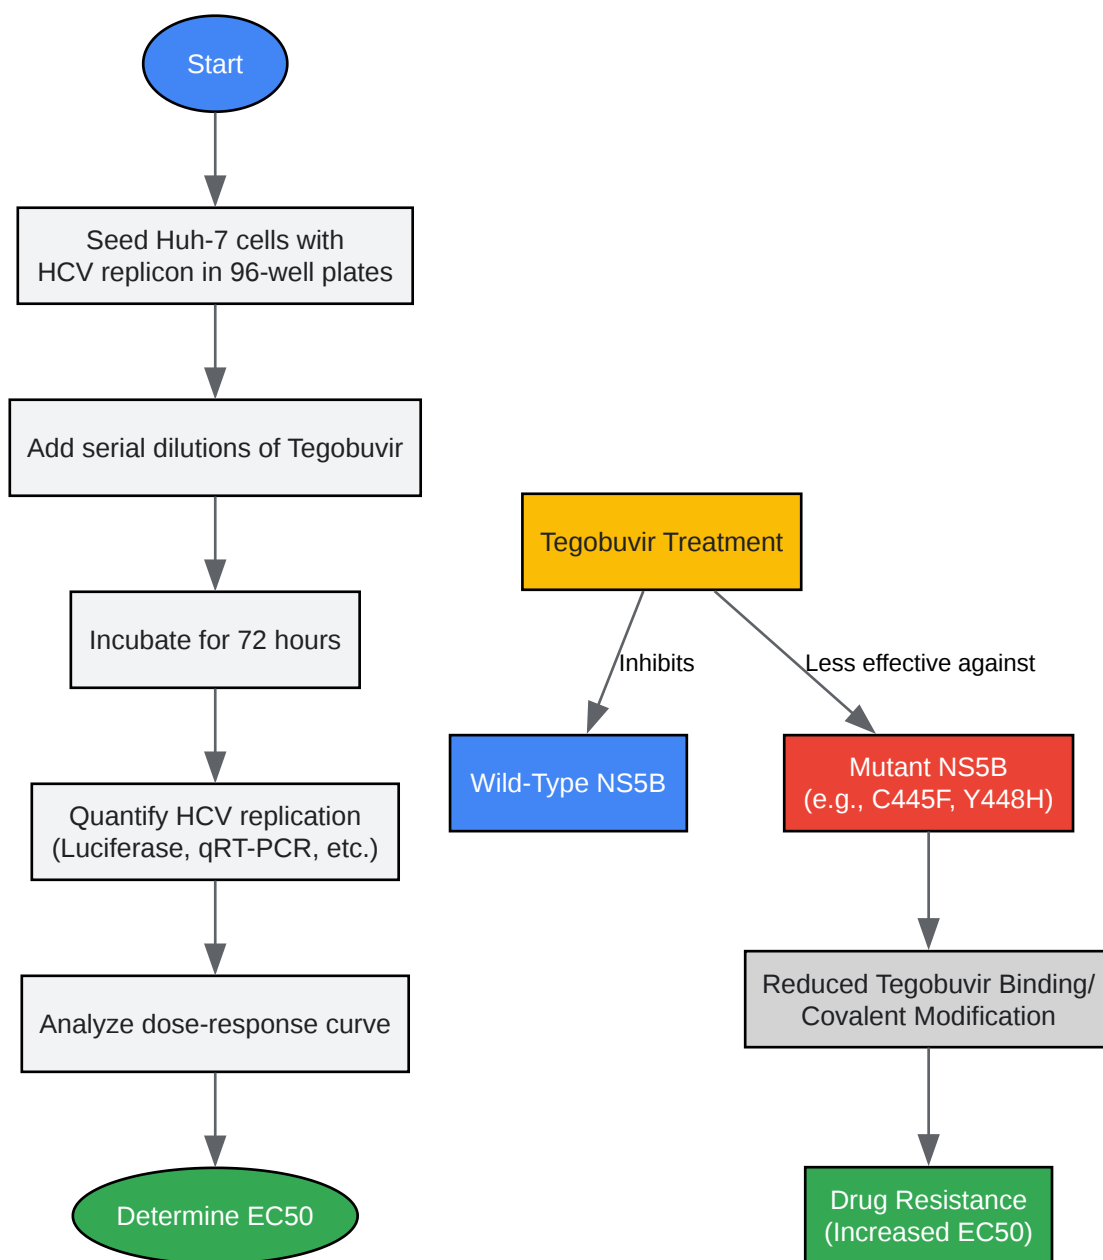 Start
Seed Huh-7 cells with
HCV replicon in 96-well plates
Add serial dilutions of Tegobuvir
Incubate for 72 hours
Quantify HCV replication
(Luciferase, qRT-PCR, etc.)
Analyze dose-response curve
Determine EC50
Tegobuvir Treatment
Inhibits
Less effective against
Wild-Type NS5B
Mutant NS5B
(e.g., C445F, Y448H)
Reduced Tegobuvir Binding/
Covalent Modification
Drug Resistance
(Increased EC50)